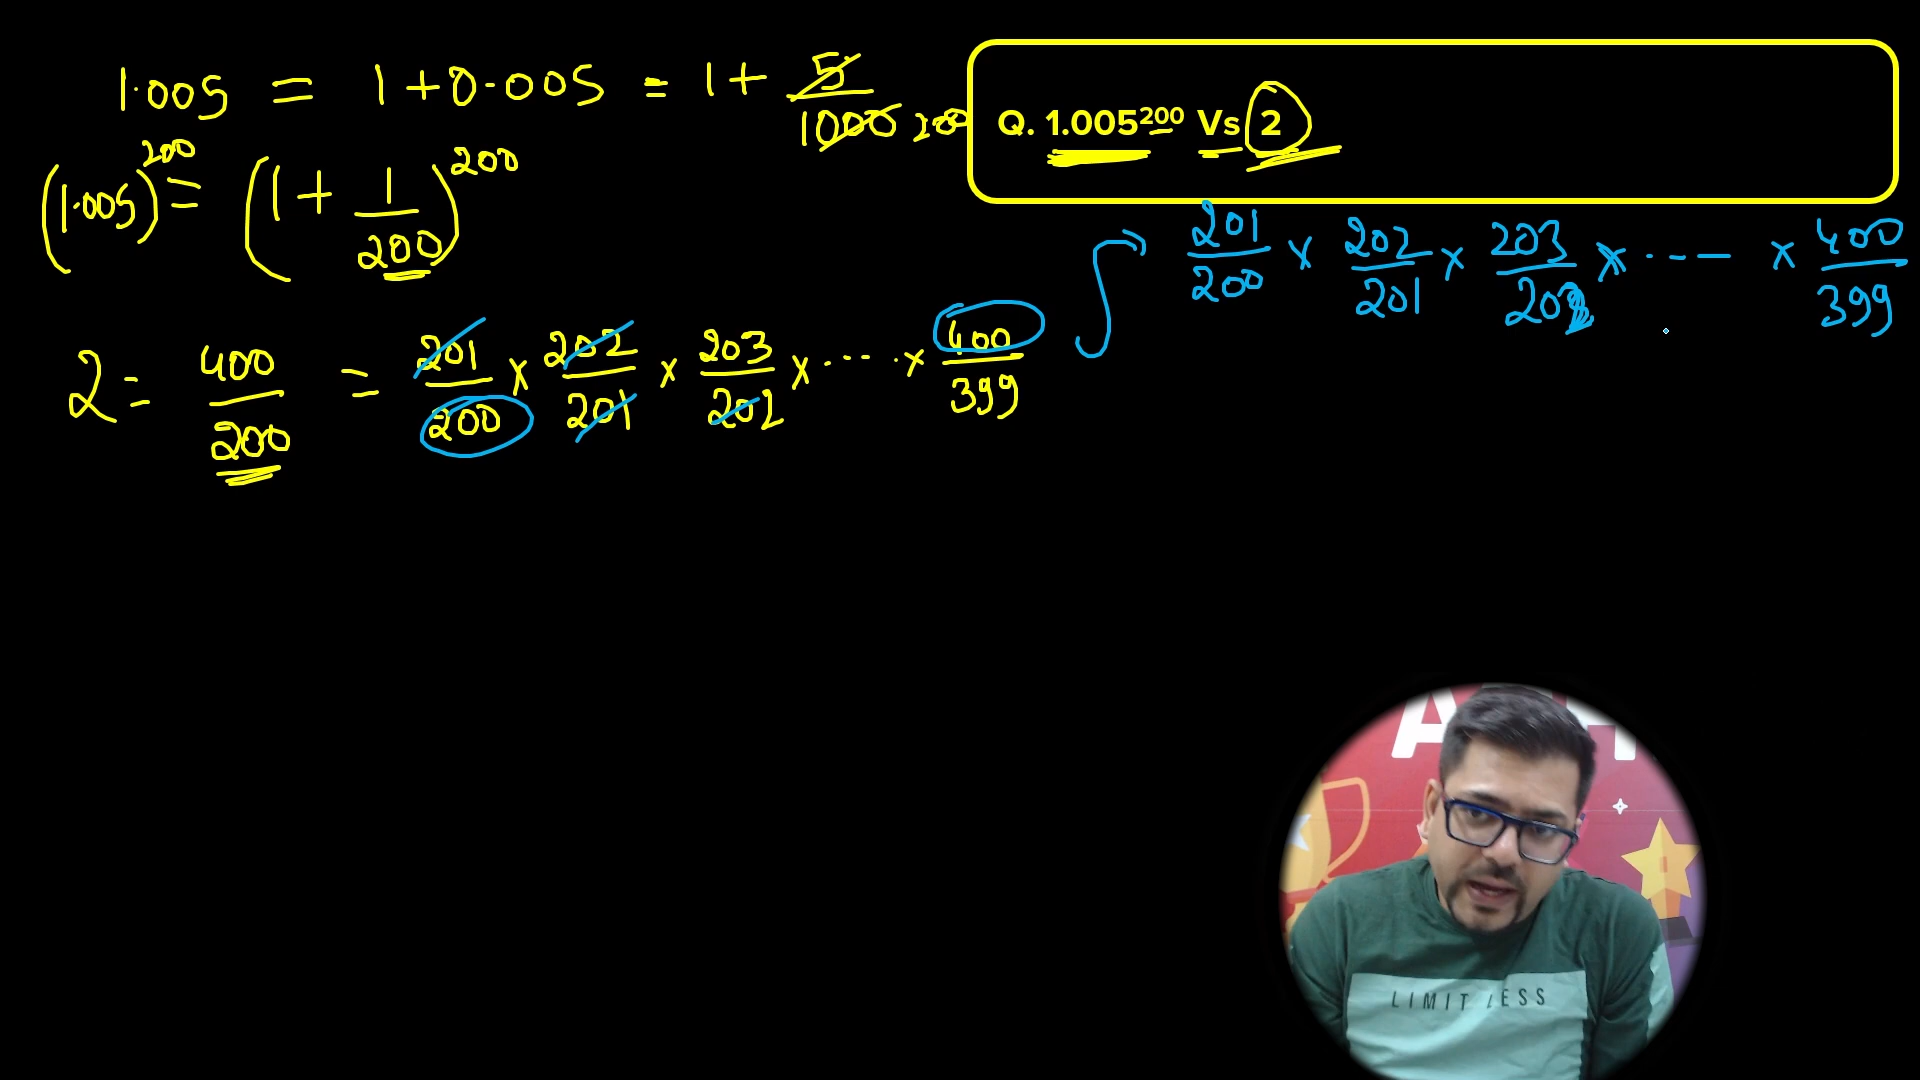 1.005 = 1 + 0.005 = 1 + 5/1000 200
Q. 1.005²⁰⁰ Vs 2
(1.005)²⁰⁰ = (1 + 1/200)²⁰⁰
201/200 × 202/201 × 203/202 × ---- × 400/399
2 = 400/200 = 201/200 × 202/201 × 203/202 × ---- × 400/399
LIMITLESS